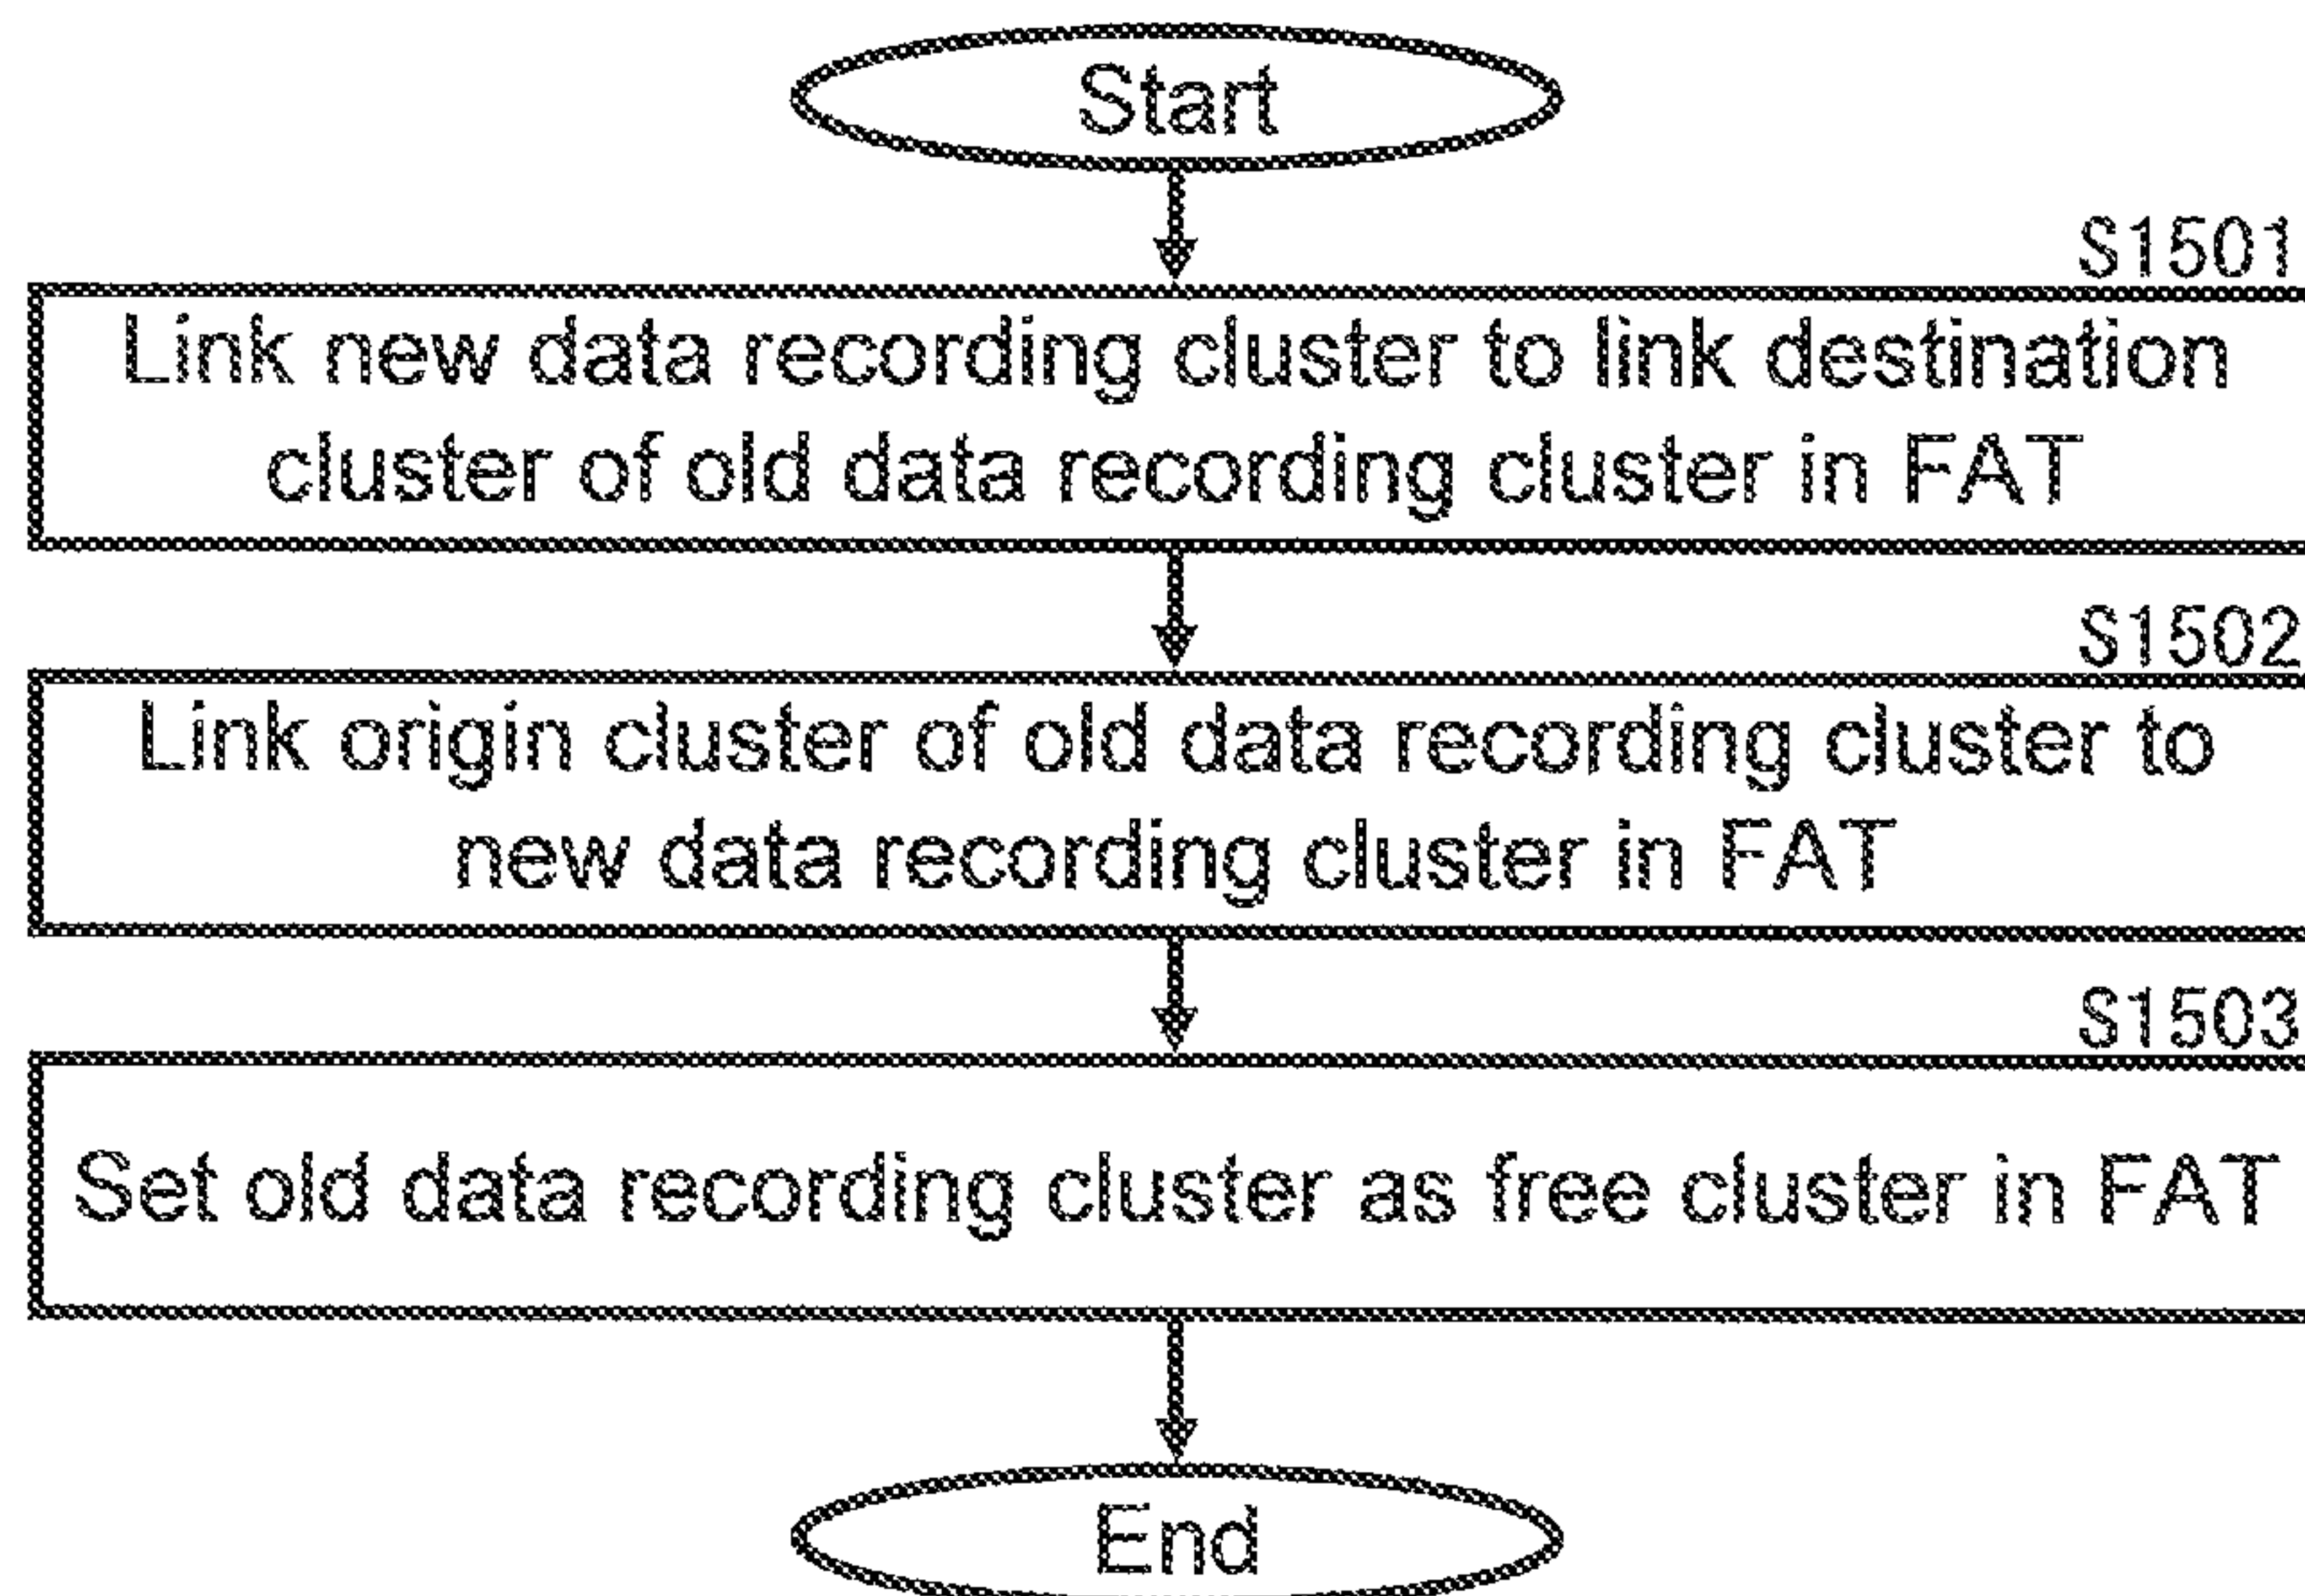 Start
S1501
Link new data recording cluster to link destination
cluster of old data recording cluster in FAT
S1502
Link origin cluster of old data recording cluster to
new data recording cluster in FAT
S1503
Set old data recording cluster as free cluster in FAT
End